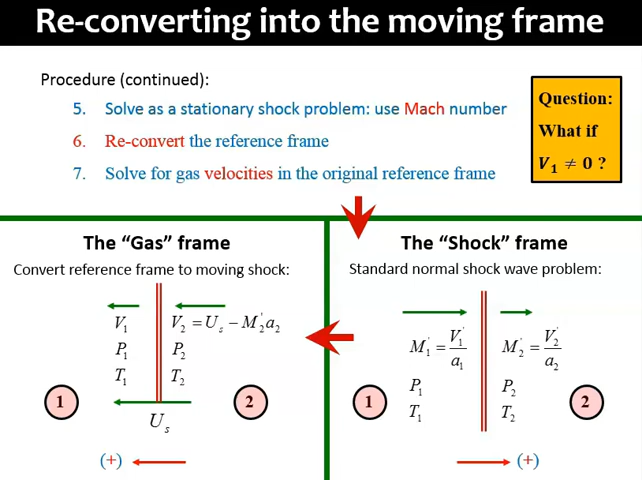 Re-converting into the moving frame
Procedure (continued):
5. Solve as a stationary shock problem: use Mach number
6. Re-convert the reference frame
7. Solve for gas velocities in the original reference frame
Question:
What if
V₁ ≠ 0 ?
The “Gas” frame
Convert reference frame to moving shock:
V₁ V₂ = Uₛ − M₂′a₂
P₁ P₂
T₁ T₂
1 2
Uₛ
(+)
The “Shock” frame
Standard normal shock wave problem:
M₁′ = V₁′/a₁ M₂′ = V₂′/a₂
P₁ P₂
T₁ T₂
1 2
(+)